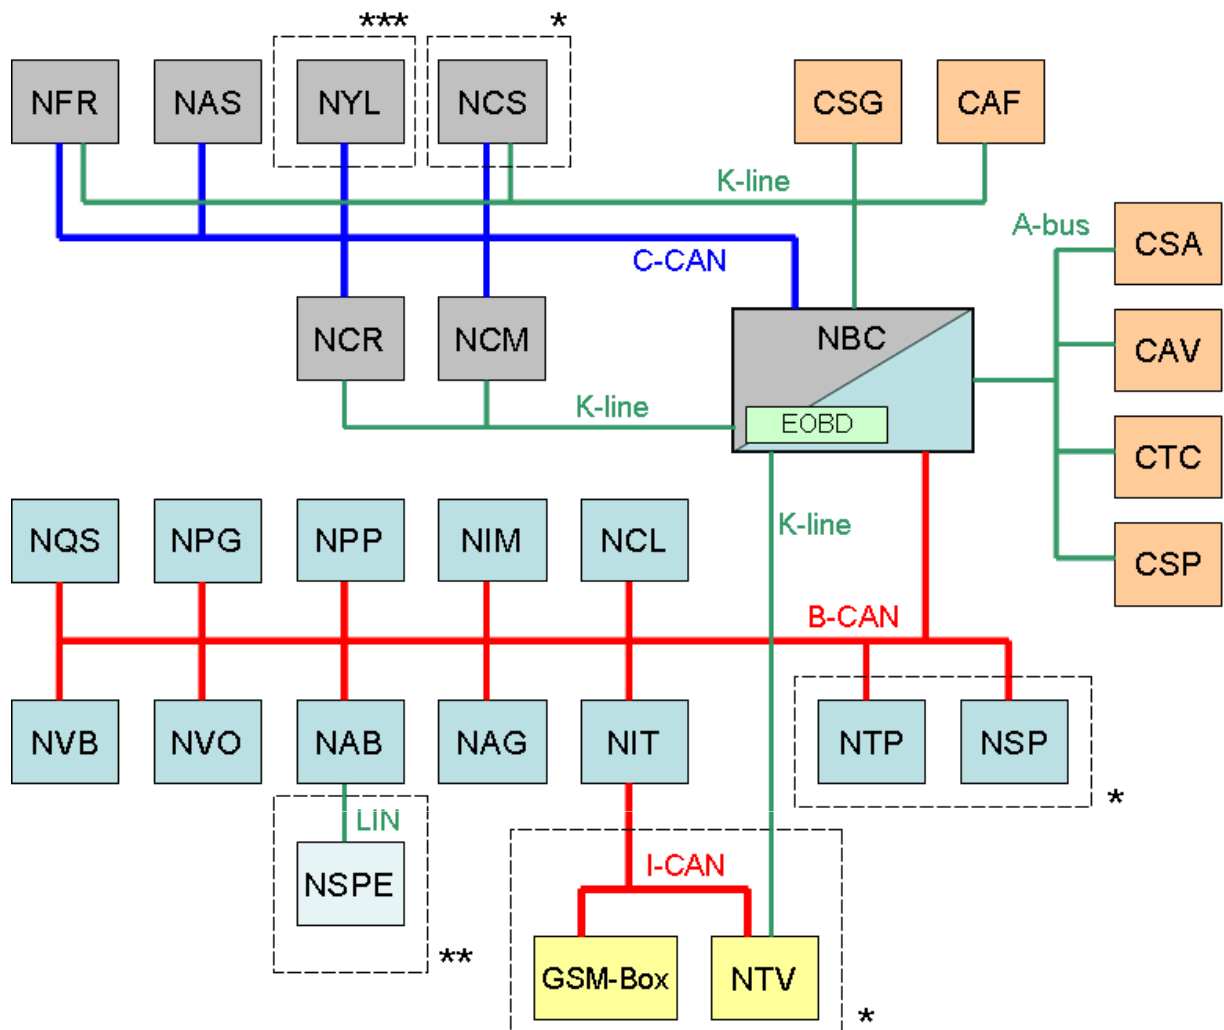 ***
*
NFR
NAS
NYL
NCS
CSG
CAF
K-line
A-bus
CSA
C-CAN
NCR
NCM
NBC
CAV
K-line
EOBD
CTC
NQS
NPG
NPP
NIM
NCL
K-line
CSP
B-CAN
NVB
NVO
NAB
NAG
NIT
NTP
NSP
*
LIN
NSPE
I-CAN
**
GSM-Box
NTV
*